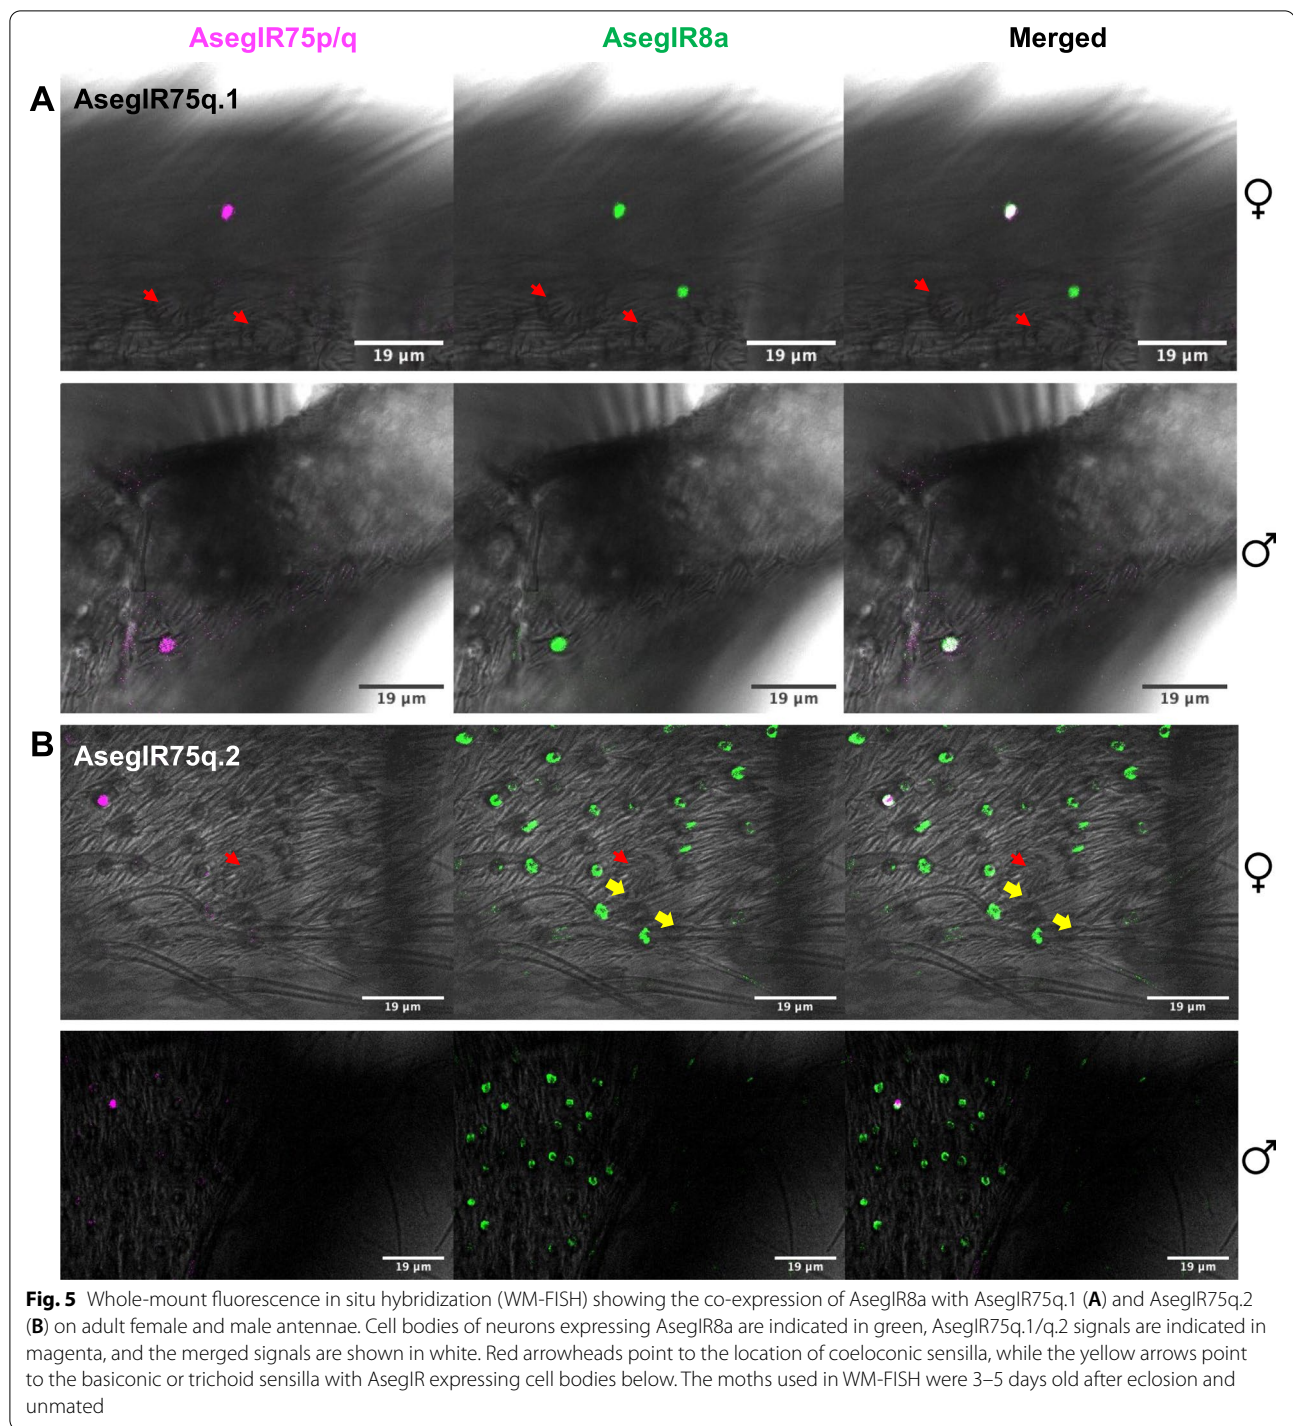 AsegIR75p/q AsegIR8a Merged
A AsegIR75q.1
♀
19 µm 19 µm 19 µm
♂
19 µm 19 µm 19 µm
B AsegIR75q.2
♀
19 µm 19 µm 19 µm
♂
19 µm 19 µm 19 µm
Fig. 5 Whole-mount fluorescence in situ hybridization (WM-FISH) showing the co-expression of AsegIR8a with AsegIR75q.1 (A) and AsegIR75q.2
(B) on adult female and male antennae. Cell bodies of neurons expressing AsegIR8a are indicated in green, AsegIR75q.1/q.2 signals are indicated in
magenta, and the merged signals are shown in white. Red arrowheads point to the location of coeloconic sensilla, while the yellow arrows point
to the basiconic or trichoid sensilla with AsegIR expressing cell bodies below. The moths used in WM-FISH were 3–5 days old after eclosion and
unmated